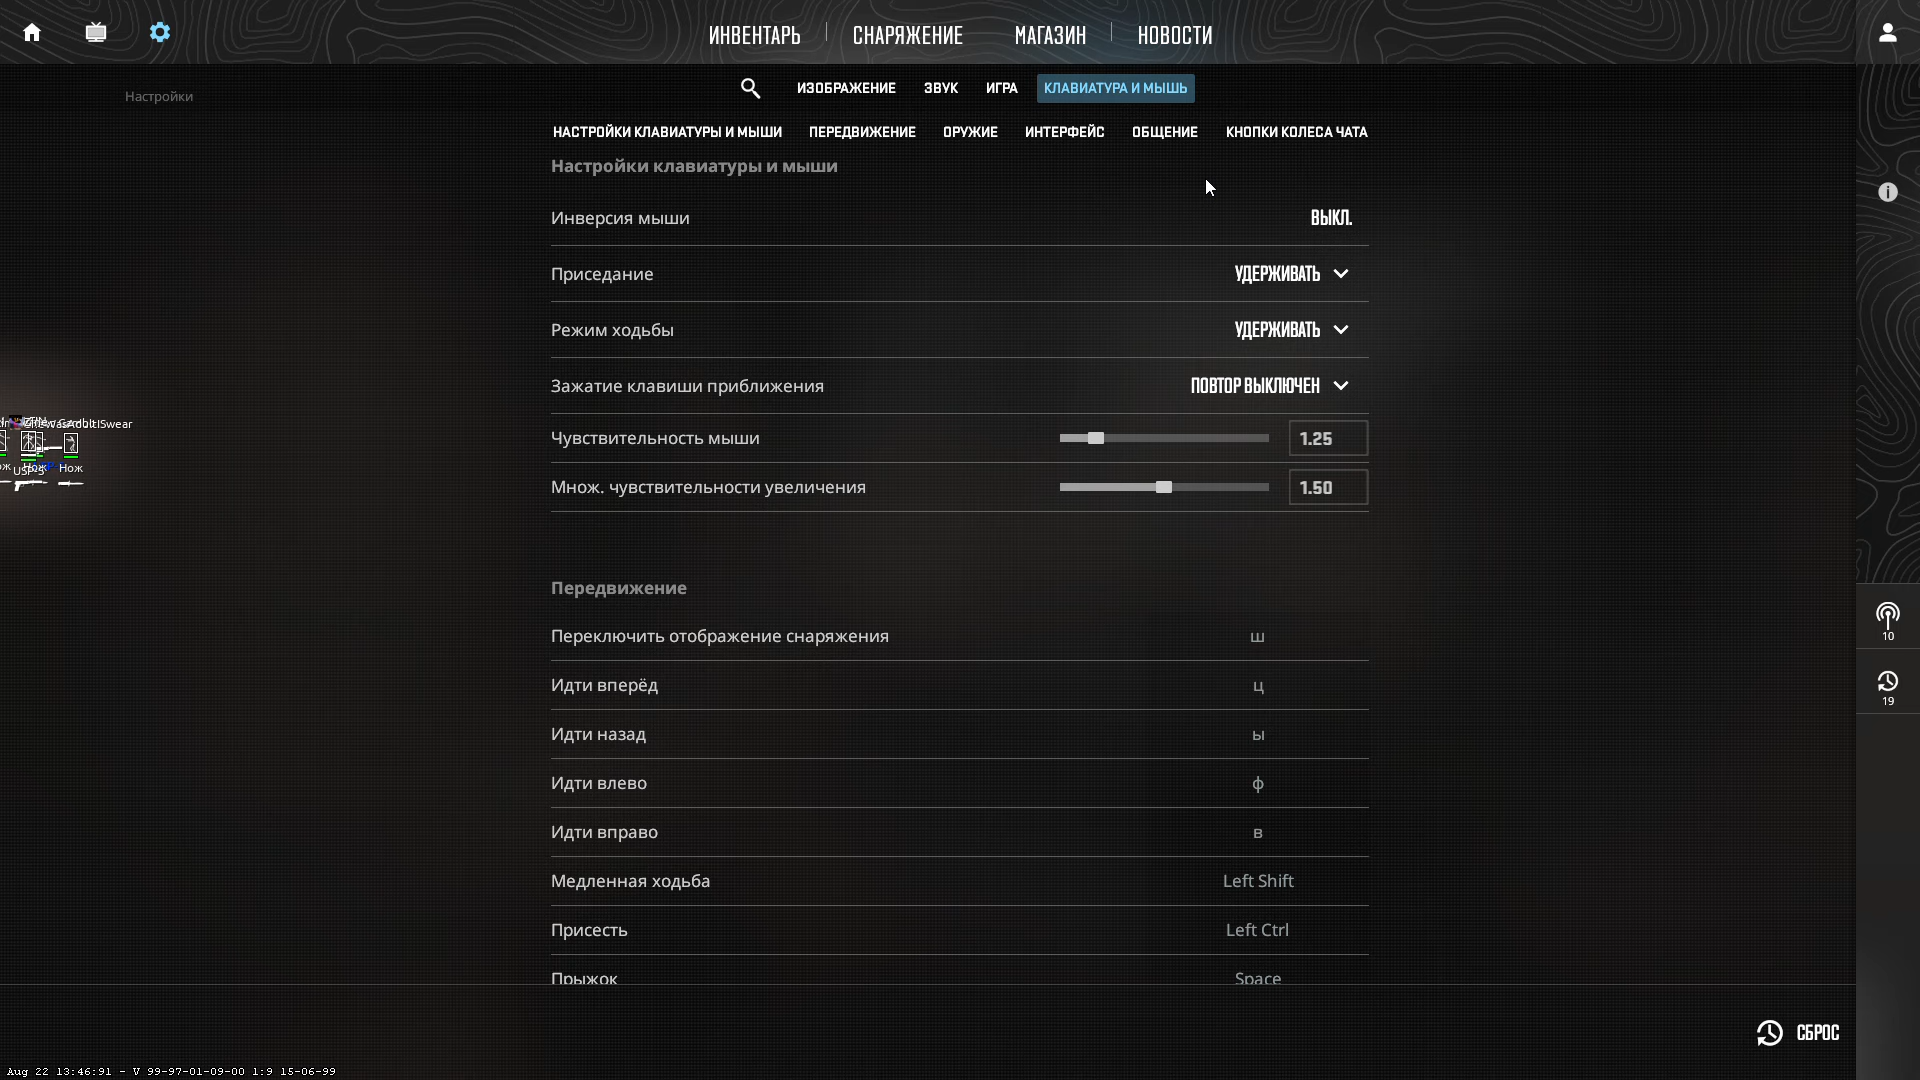 ИНВЕНТАРЬ СНАРЯЖЕНИЕ МАГАЗИН НОВОСТИ
Настройки
ИЗОБРАЖЕНИЕ ЗВУК ИГРА КЛАВИАТУРА И МЫШЬ
НАСТРОЙКИ КЛАВИАТУРЫ И МЫШИ ПЕРЕДВИЖЕНИЕ ОРУЖИЕ ИНТЕРФЕЙС ОБЩЕНИЕ КНОПКИ КОЛЕСА ЧАТА
Настройки клавиатуры и мыши
Инверсия мыши ВЫКЛ.
Приседание УДЕРЖИВАТЬ
Режим ходьбы УДЕРЖИВАТЬ
Зажатие клавиши приближения ПОВТОР ВЫКЛЮЧЕН
Чувствительность мыши 1.25
Множ. чувствительности увеличения 1.50
USP-S Нож Нож
Передвижение
Переключить отображение снаряжения ш
Идти вперёд ц
Идти назад ы
Идти влево ф
Идти вправо в
Медленная ходьба Left Shift
Присесть Left Ctrl
Прыжок Space
10
19
СБРОС
Aug 22 13:46:91 - V 99-97-01-09-00 1:9 15-06-99